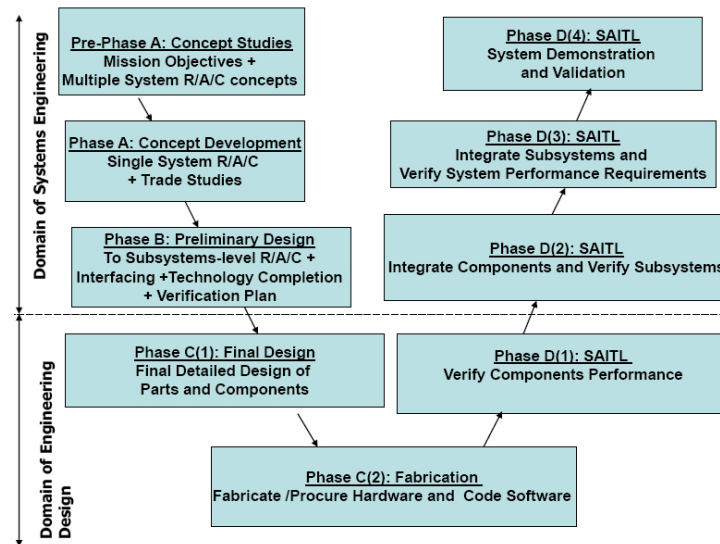 Domain of Systems Engineering
Pre-Phase A: Concept Studies
Mission Objectives +
Multiple System R/A/C concepts
Phase A: Concept Development
Single System R/A/C
+ Trade Studies
Phase B: Preliminary Design
To Subsystems-level R/A/C +
Interfacing +Technology Completion
+ Verification Plan
Domain of Engineering
Design
Phase C(1): Final Design
Final Detailed Design of
Parts and Components
Phase C(2): Fabrication
Fabricate /Procure Hardware and Code Software
Phase D(1): SAITL
Verify Components Performance
Phase D(2): SAITL
Integrate Components and Verify Subsystems
Phase D(3): SAITL
Integrate Subsystems and
Verify System Performance Requirements
Phase D(4): SAITL
System Demonstration
and Validation